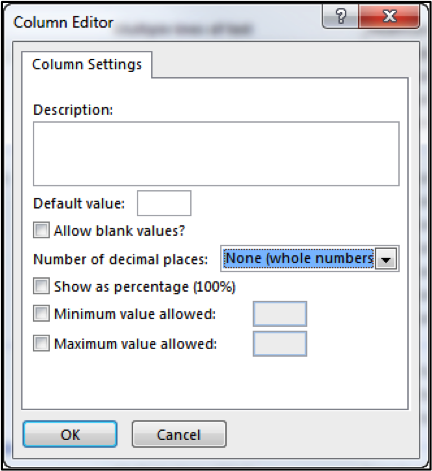 Column Editor
Column Settings
Description:
Default value:
Allow blank values?
Number of decimal places: None (whole numbers
Show as percentage (100%)
Minimum value allowed:
Maximum value allowed:
OK Cancel